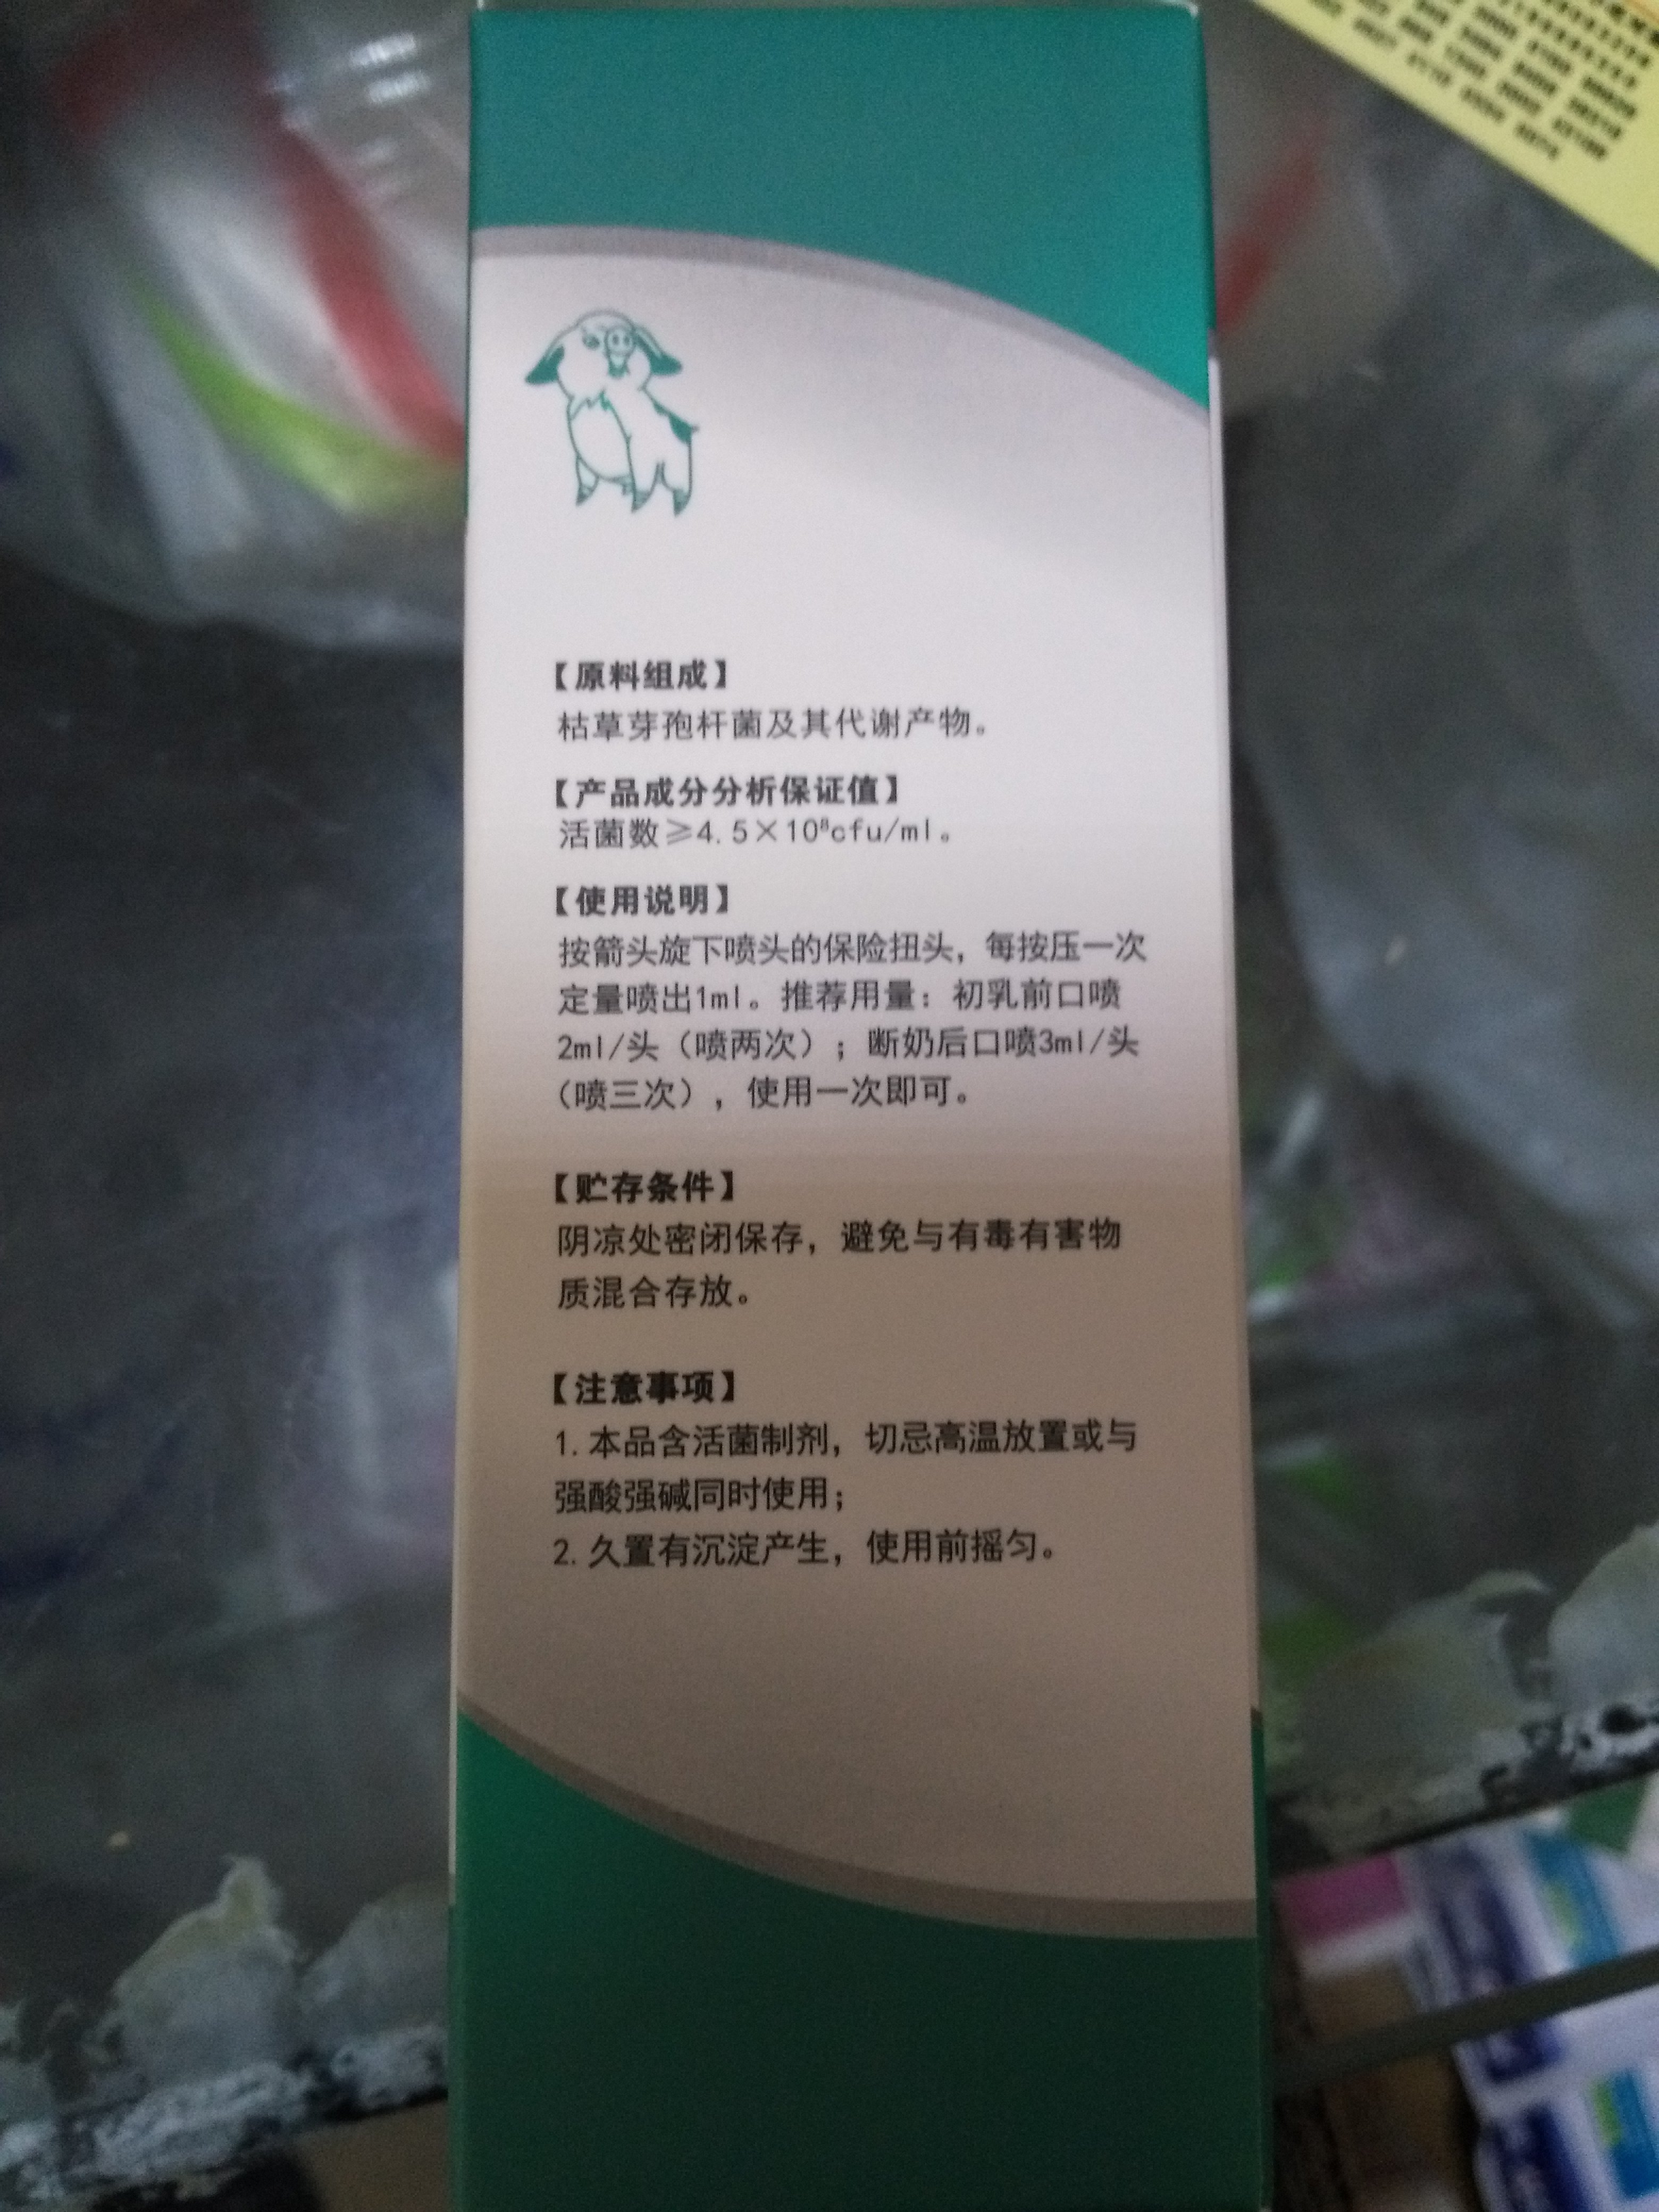 【原料组成】
枯草芽孢杆菌及其代谢产物。
【产品成分分析保证值】
活菌数≥4.5×10⁸cfu/ml。
【使用说明】
按箭头旋下喷头的保险扭头，每按压一次
定量喷出1ml。推荐用量：初乳前口喷
2ml/头（喷两次）；断奶后口喷3ml/头
（喷三次），使用一次即可。
【贮存条件】
阴凉处密闭保存，避免与有毒有害物
质混合存放。
【注意事项】
1.本品含活菌制剂，切忌高温放置或与
强酸强碱同时使用；
2.久置有沉淀产生，使用前摇匀。